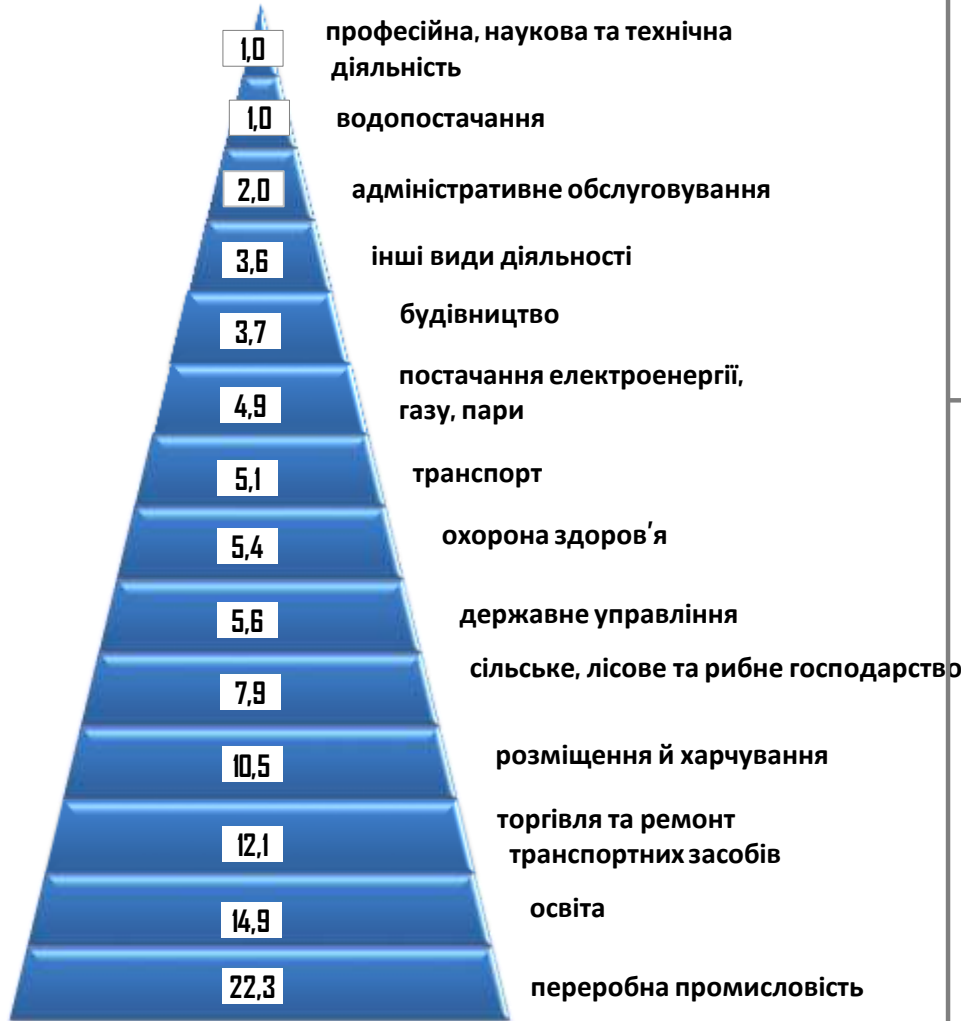 1,0
професійна, наукова та технічна
діяльність
1,0
водопостачання
2,0
адміністративне обслуговування
3,6
інші види діяльності
3,7
будівництво
4,9
постачання електроенергії,
газу, пари
5,1
транспорт
5,4
охорона здоров'я
5,6
державне управління
7,9
сільське, лісове та рибне господарство
10,5
розміщення й харчування
12,1
торгівля та ремонт
транспортних засобів
14,9
освіта
22,3
переробна промисловість